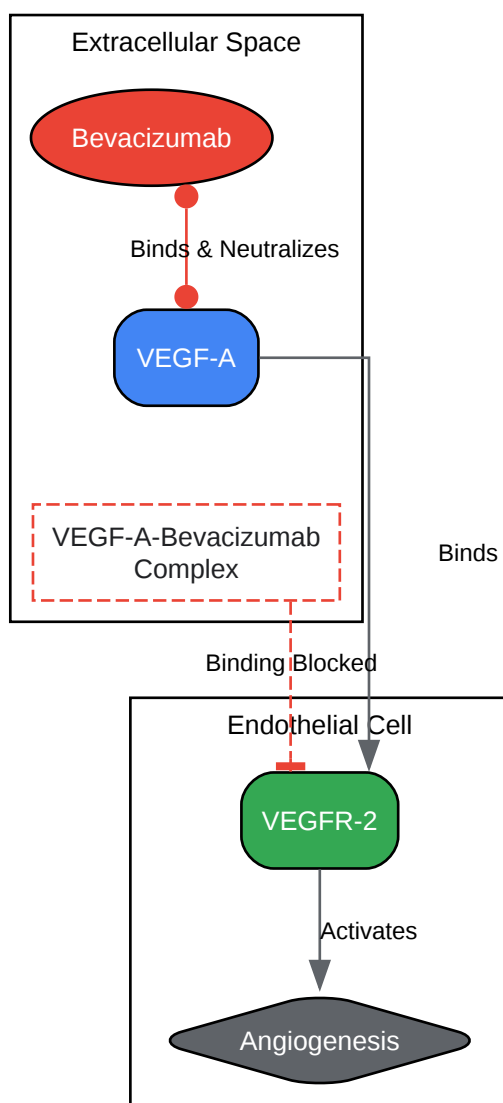 Extracellular Space
Bevacizumab
Binds & Neutralizes
VEGF-A
VEGF-A-Bevacizumab
Complex
Binds
Binding Blocked
Endothelial Cell
VEGFR-2
Activates
Angiogenesis